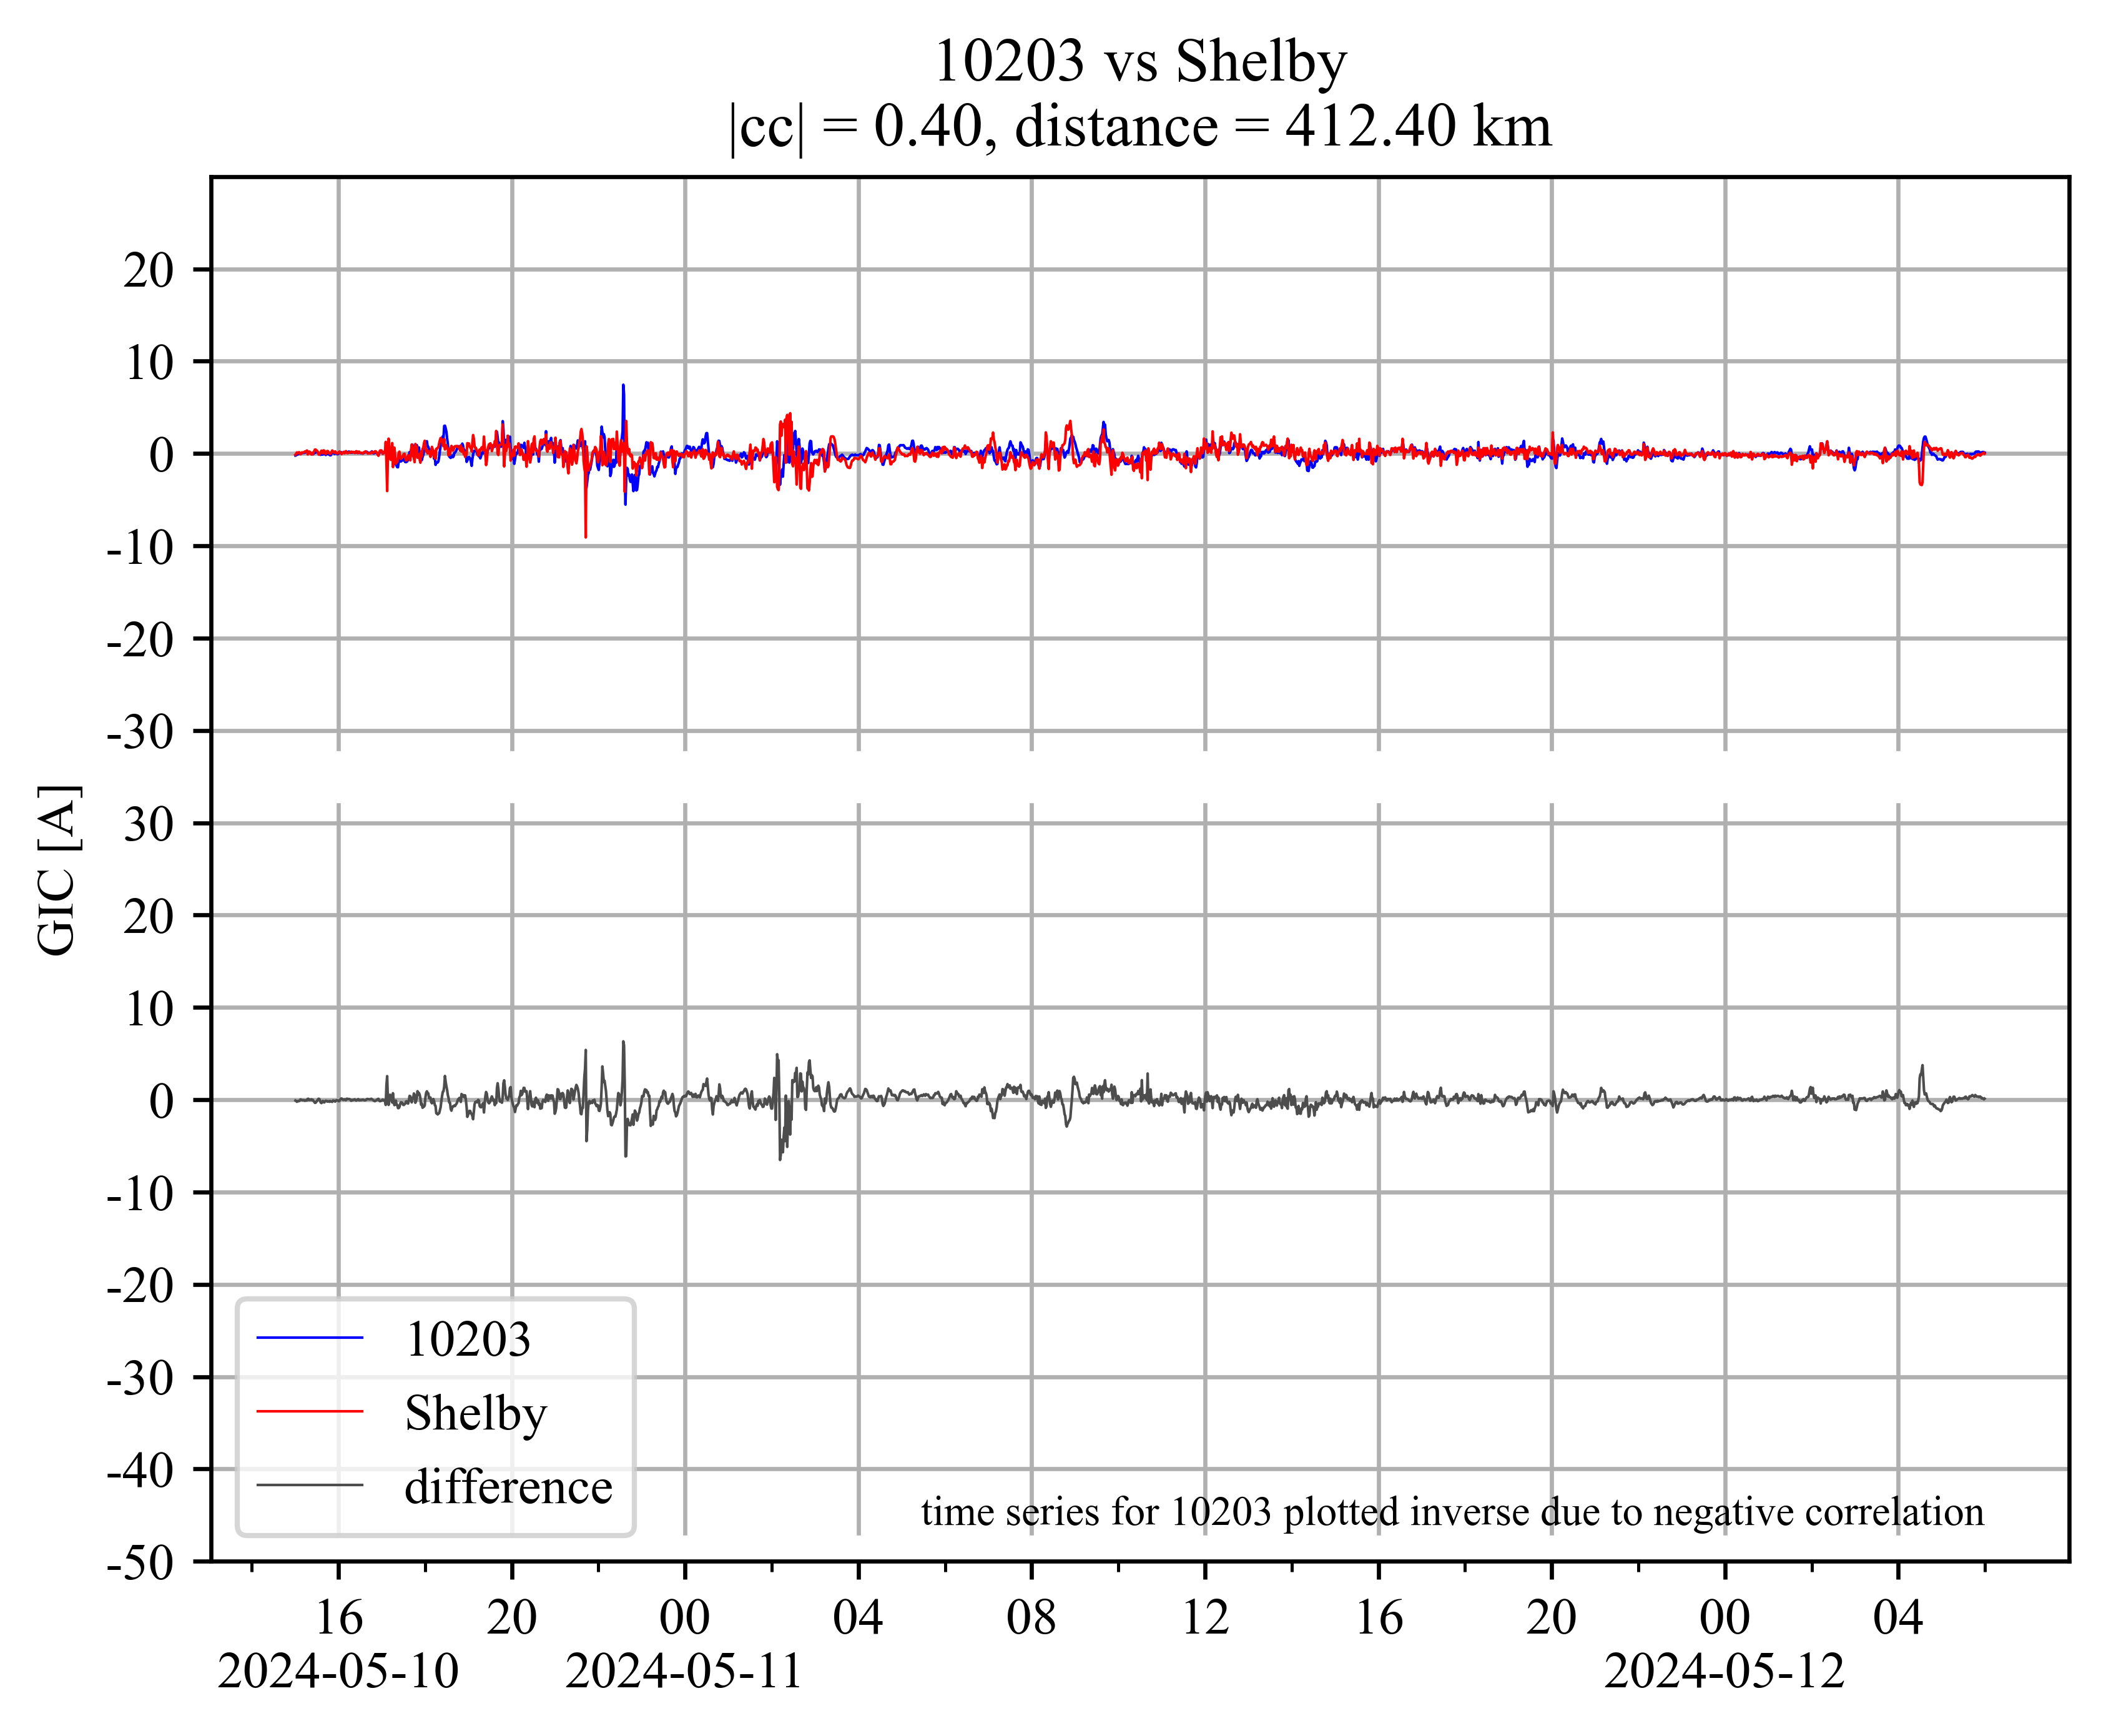 10203 vs Shelby
|cc| = 0.40, distance = 412.40 km
20
10
0
-10
-20
-30
30
20
10
0
-10
-20
-30
-40
-50
GIC [A]
10203
Shelby
difference
time series for 10203 plotted inverse due to negative correlation
16 20 00 04 08 12 16 20 00 04
2024-05-10 2024-05-11 2024-05-12